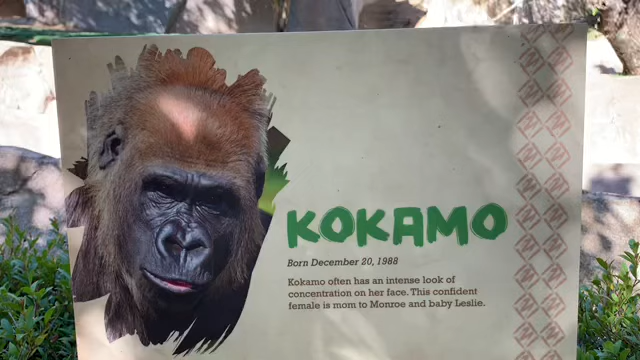 KOKAMO
Born December 20, 1988
Kokamo often has an intense look of
concentration on her face. This confident
female is mom to Monroe and baby Leslie.